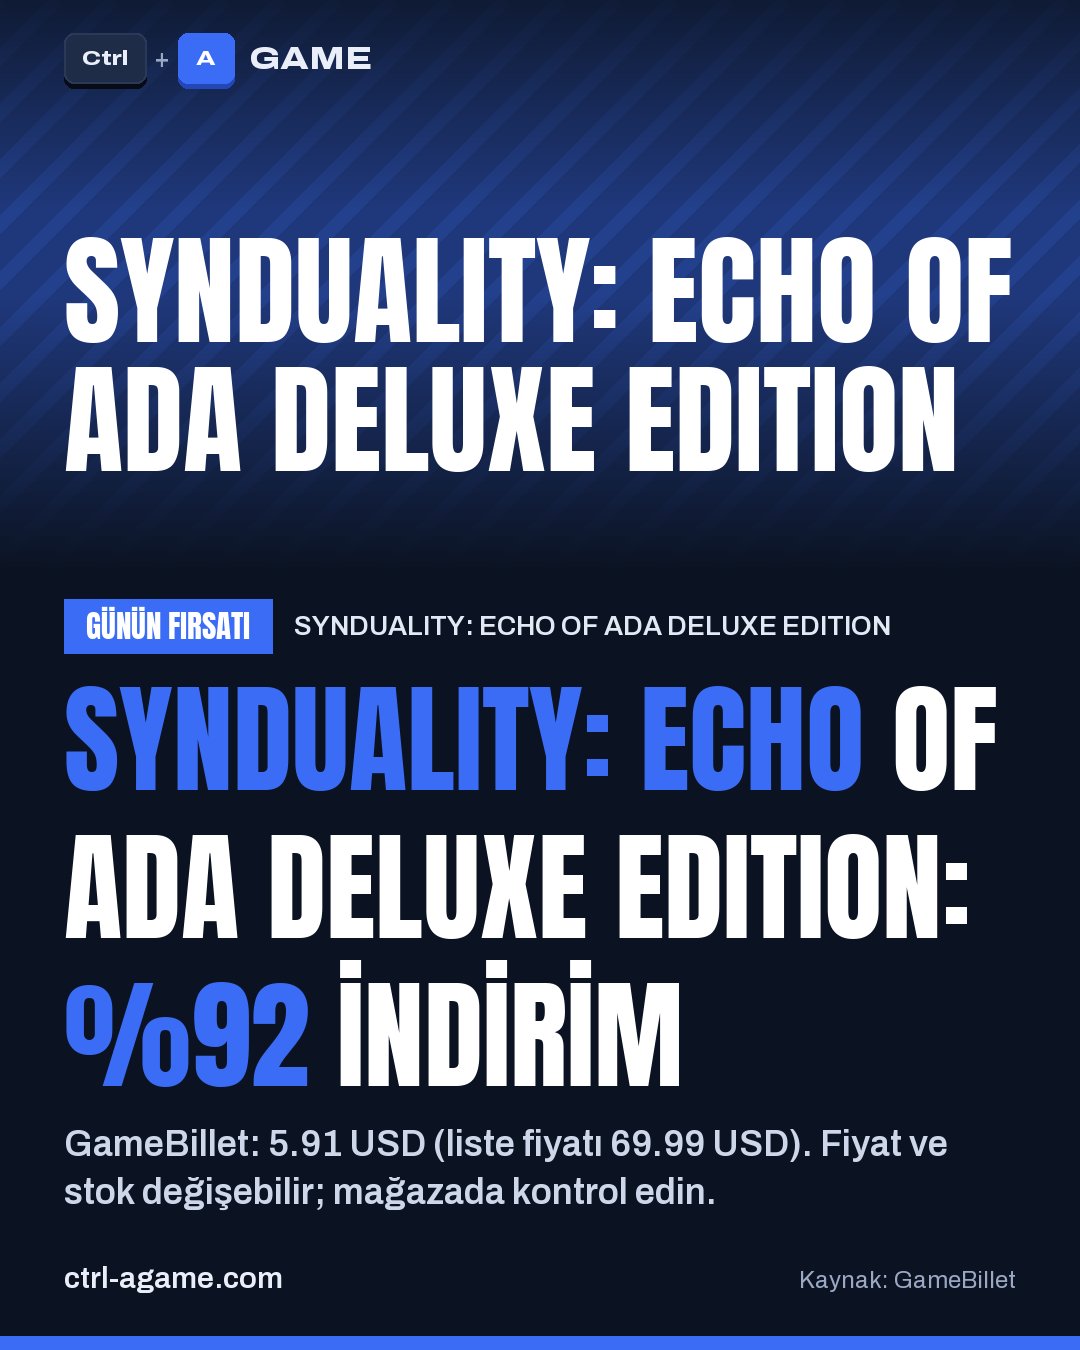 Ctrl + A GAME
SYNDUALITY: ECHO OF
ADA DELUXE EDITION
GÜNÜN FIRSATI SYNDUALITY: ECHO OF ADA DELUXE EDITION
SYNDUALITY: ECHO OF
ADA DELUXE EDITION:
%92 İNDİRİM
GameBillet: 5.91 USD (liste fiyatı 69.99 USD). Fiyat ve
stok değişebilir; mağazada kontrol edin.
ctrl-agame.com Kaynak: GameBillet